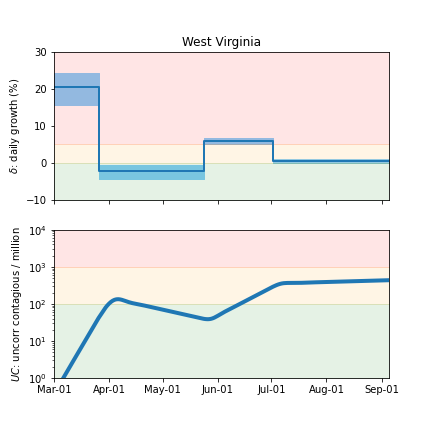 West Virginia
δ: daily growth (%)
30
20
10
0
−10
UC: uncorr contagious / million
10⁴
10³
10²
10¹
10⁰
Mar-01 Apr-01 May-01 Jun-01 Jul-01 Aug-01 Sep-01